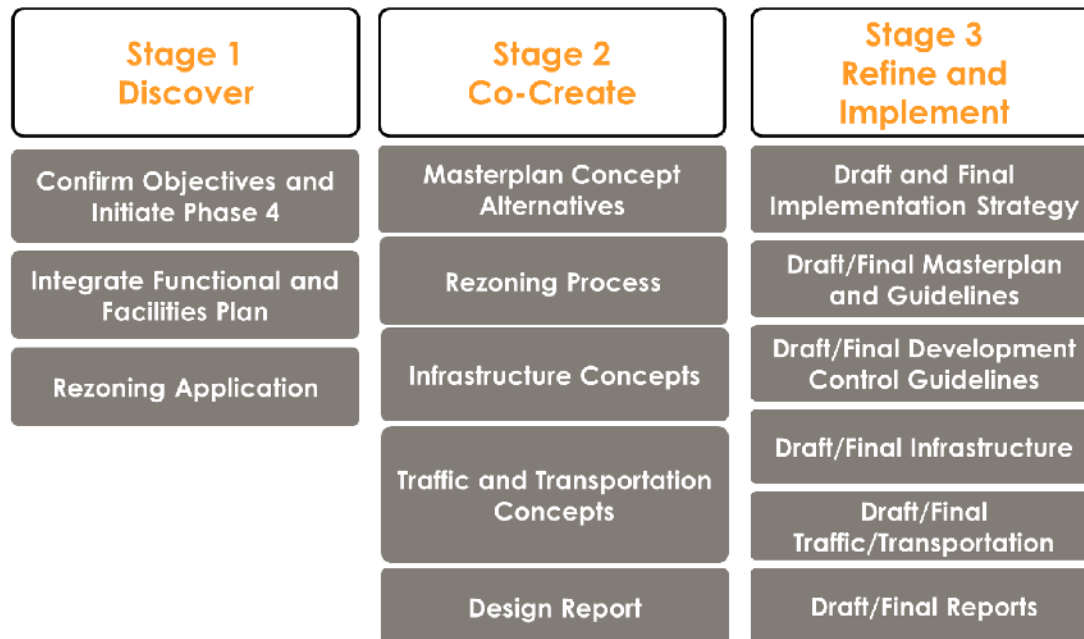 Stage 1
Discover
Confirm Objectives and
Initiate Phase 4
Integrate Functional and
Facilities Plan
Rezoning Application
Stage 2
Co-Create
Masterplan Concept
Alternatives
Rezoning Process
Infrastructure Concepts
Traffic and Transportation
Concepts
Design Report
Stage 3
Refine and
Implement
Draft and Final
Implementation Strategy
Draft/Final Masterplan
and Guidelines
Draft/Final Development
Control Guidelines
Draft/Final Infrastructure
Draft/Final
Traffic/Transportation
Draft/Final Reports